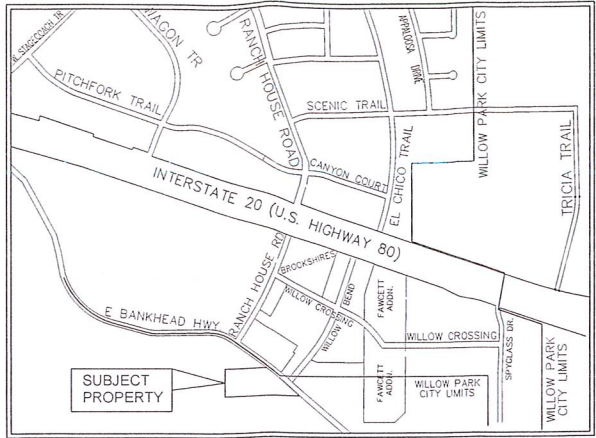 N. STAGECOACH TR
WAGON TR
RANCH HOUSE ROAD
APPALOOSA DRIVE
WILLOW PARK CITY LIMITS
PITCHFORK TRAIL
SCENIC TRAIL
EL CHICO TRAIL
TRICIA TRAIL
CANYON COURT
INTERSTATE 20 (U.S. HIGHWAY 80)
RANCH HOUSE RD
BROCKSHIRES
WILLOW CROSSING
WILLOW BEND
FAWCETT
ADDN.
E BANKHEAD HWY
WILLOW CROSSING
SPYGLASS DR.
SUBJECT
PROPERTY
FAWCETT
ADDN.
WILLOW PARK
CITY LIMITS
WILLOW PARK
CITY LIMITS